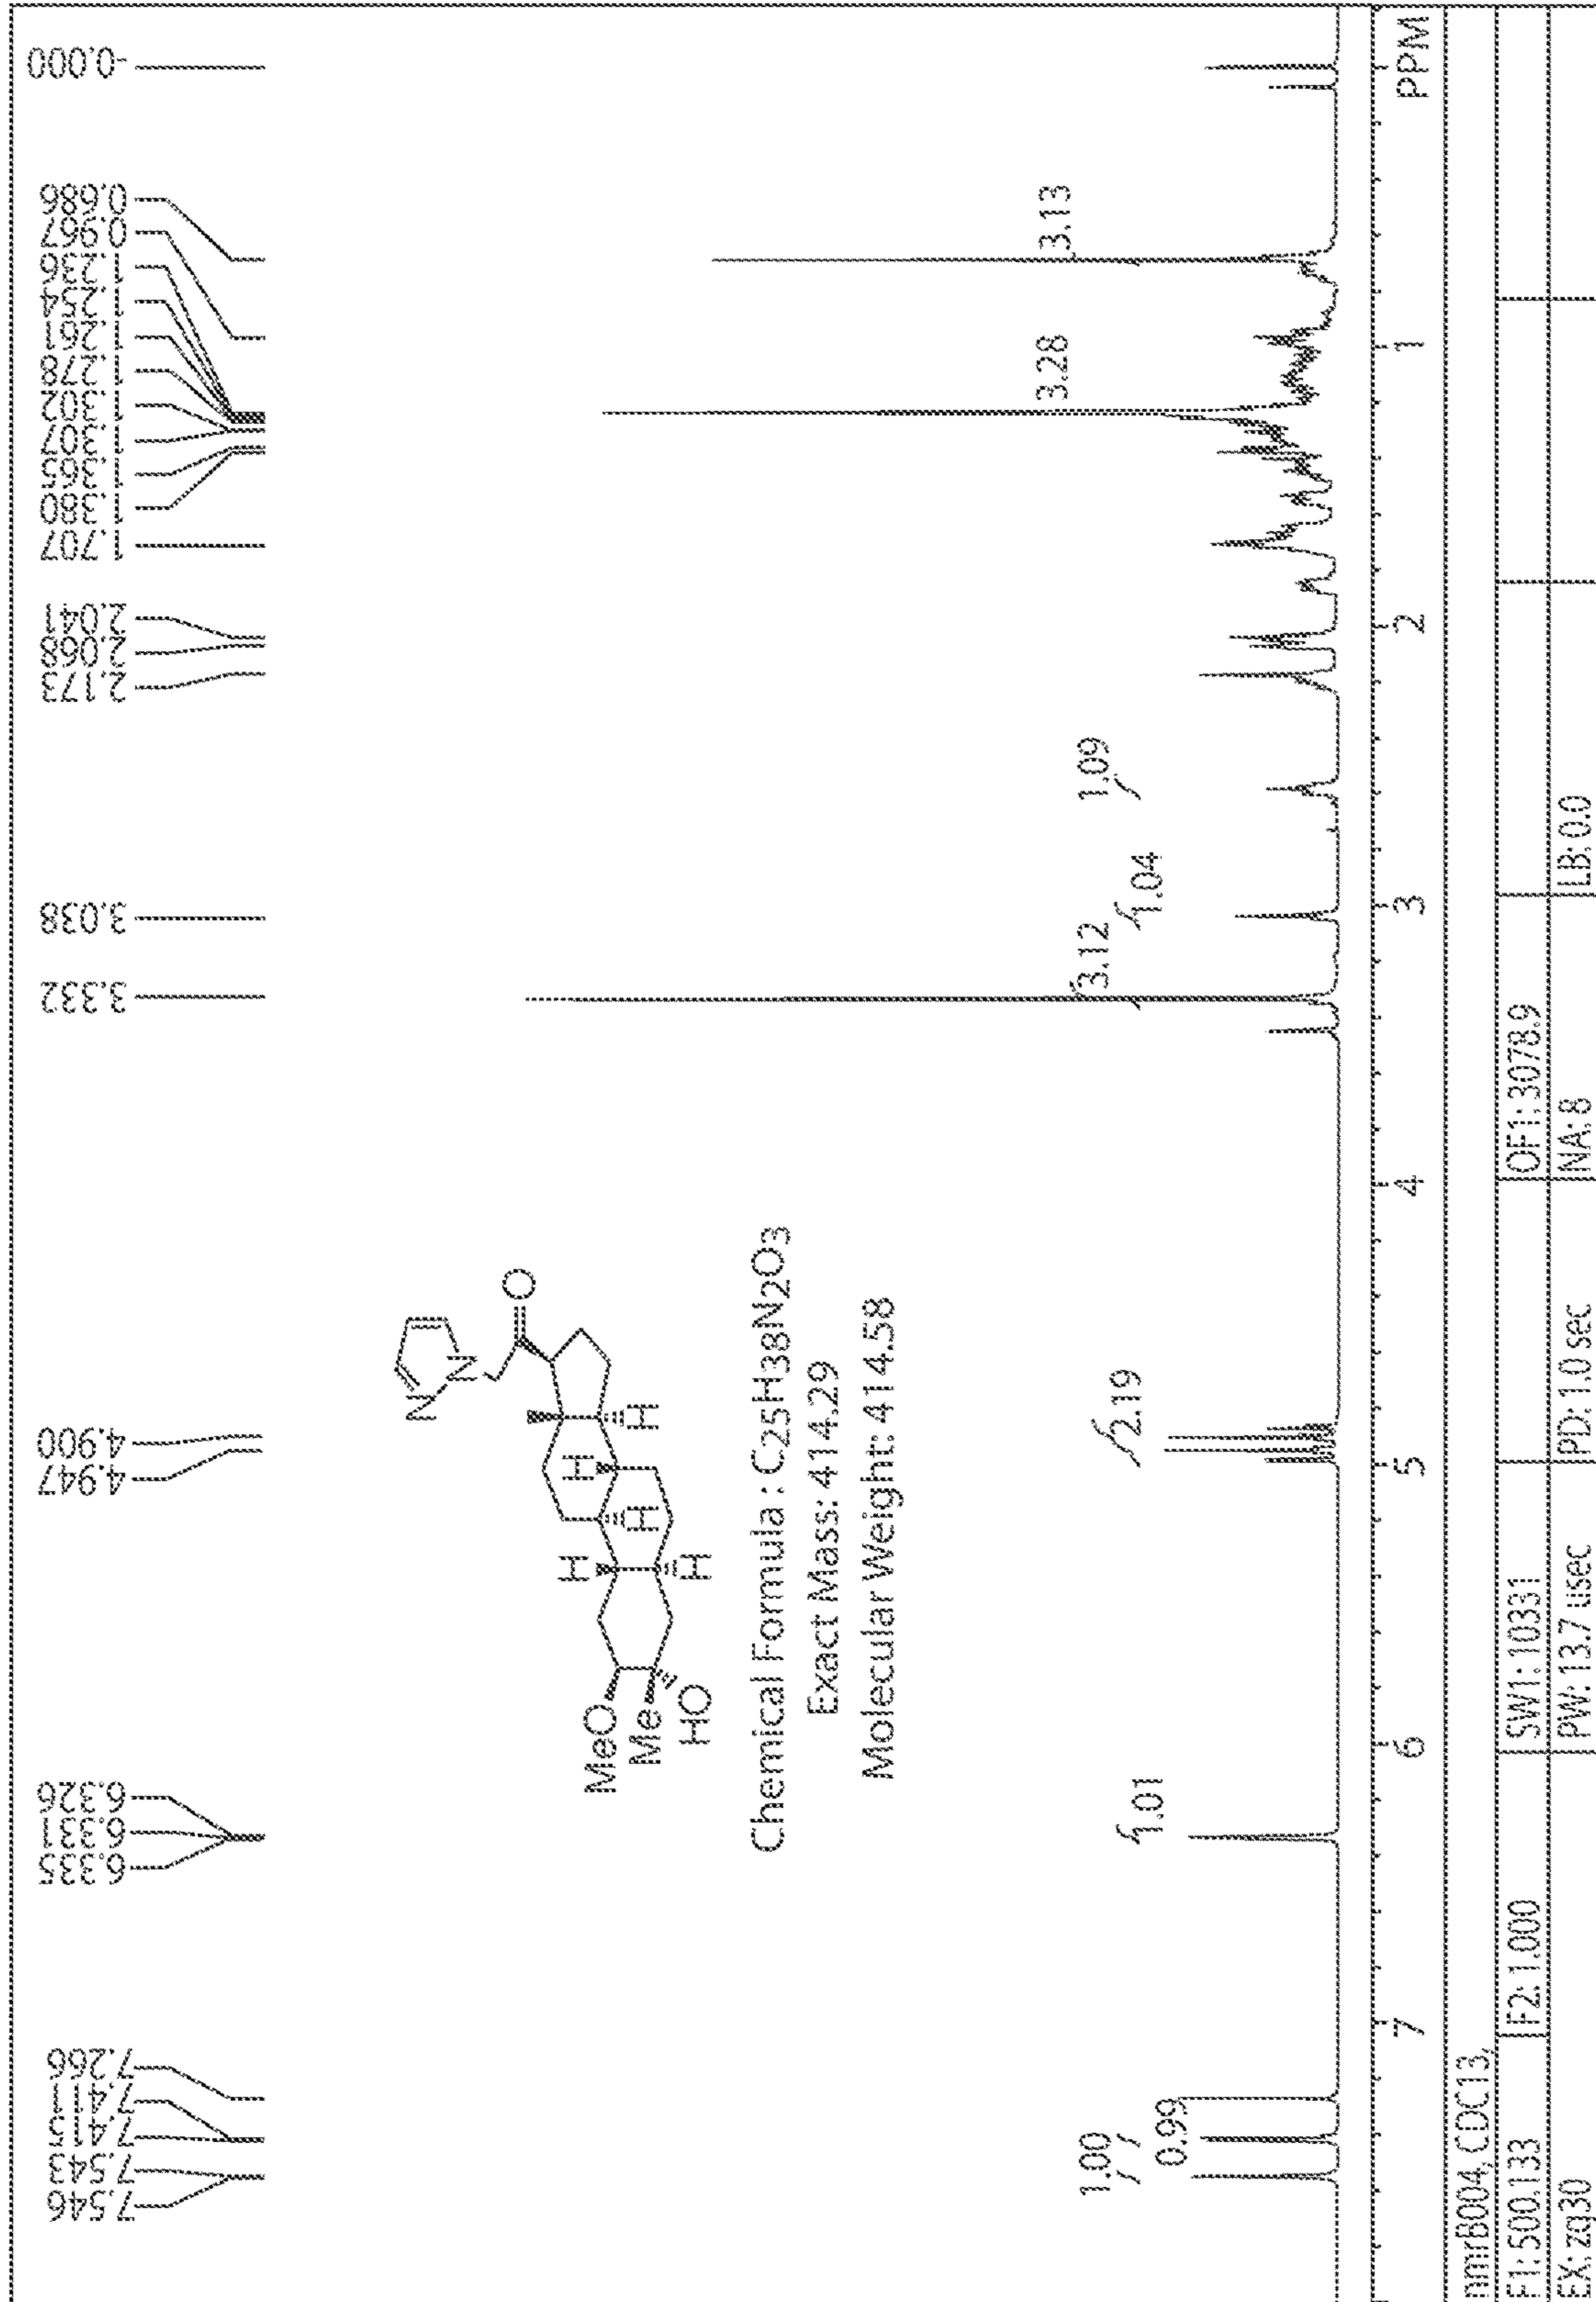 7.546
7.543
7.415
7.411
7.266
6.335
6.331
6.326
4.947
4.900
3.332
3.038
2.173
2.068
2.041
1.707
1.380
1.365
1.307
1.302
1.278
1.261
1.254
1.236
0.967
0.686
-0.000
N
N
O
H
H
H
H
H
MeO
Me
HO
Chemical Formula : C25H38N2O3
Exact Mass: 414.29
Molecular Weight: 414.58
1.00
0.99
1.01
2.19
3.12
1.04
1.09
3.28
3.13
7 6 5 4 3 2 1 PPM
nmrB004, CDC13,
F1: 500.133 F2: 1.000 SW1: 10331 OF1: 3078.9
EX: zg30 PW: 13.7 usec PD: 1.0 sec NA: 8 LB: 0.0